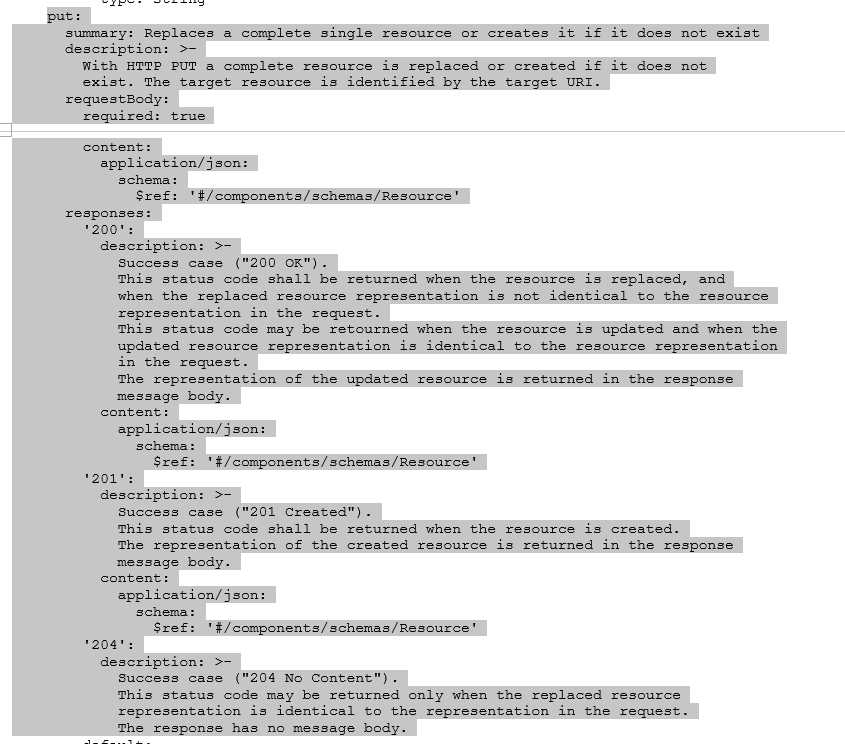 type: string
put:
summary: Replaces a complete single resource or creates it if it does not exist
description: >-
With HTTP PUT a complete resource is replaced or created if it does not
exist. The target resource is identified by the target URI.
requestBody:
required: true
content:
application/json:
schema:
$ref: '#/components/schemas/Resource'
responses:
'200':
description: >-
Success case ("200 OK").
This status code shall be returned when the resource is replaced, and
when the replaced resource representation is not identical to the resource
representation in the request.
This status code may be retourned when the resource is updated and when the
updated resource representation is identical to the resource representation
in the request.
The representation of the updated resource is returned in the response
message body.
content:
application/json:
schema:
$ref: '#/components/schemas/Resource'
'201':
description: >-
Success case ("201 Created").
This status code shall be returned when the resource is created.
The representation of the created resource is returned in the response
message body.
content:
application/json:
schema:
$ref: '#/components/schemas/Resource'
'204':
description: >-
Success case ("204 No Content").
This status code may be returned only when the replaced resource
representation is identical to the representation in the request.
The response has no message body.
default: